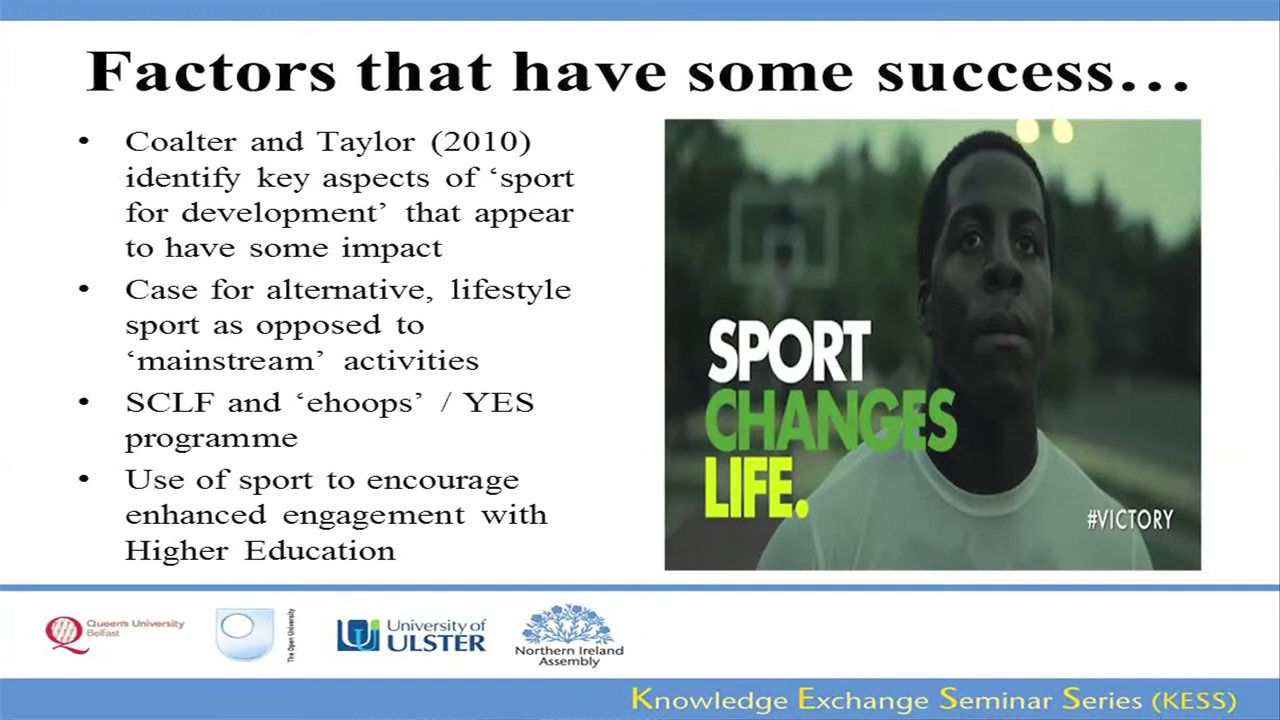 Factors that have some success…
• Coalter and Taylor (2010)
identify key aspects of ‘sport
for development’ that appear
to have some impact
• Case for alternative, lifestyle
sport as opposed to
‘mainstream’ activities
• SCLF and ‘ehoops’ / YES
programme
• Use of sport to encourage
enhanced engagement with
Higher Education
SPORT
CHANGES
LIFE.
#VICTORY
Queen's University
Belfast
The Open University
University of
ULSTER
Northern Ireland
Assembly
Knowledge Exchange Seminar Series (KESS)